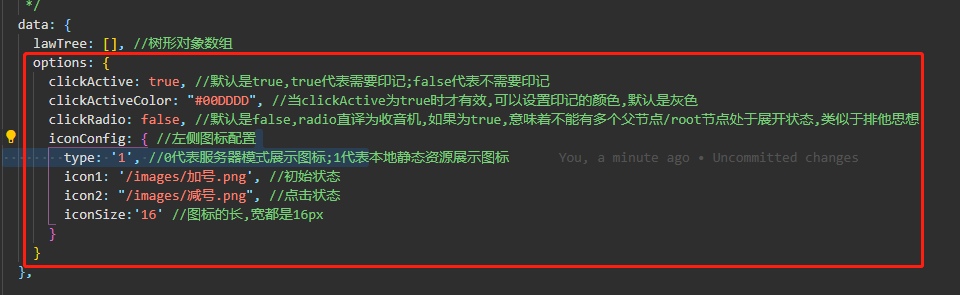 */
data: {
lawTree: [], //树形对象数组
options: {
clickActive: true, //默认是true,true代表需要印记;false代表不需要印记
clickActiveColor: "#00DDDD", //当clickActive为true时才有效,可以设置印记的颜色,默认是灰色
clickRadio: false, //默认是false,radio直译为收音机,如果为true,意味着不能有多个父节点/root节点处于展开状态,类似于排他思想
iconConfig: { //左侧图标配置
type: '1', //0代表服务器模式展示图标;1代表本地静态资源展示图标 You, a minute ago • Uncommitted changes
icon1: '/images/加号.png', //初始状态
icon2: "/images/减号.png", //点击状态
iconSize:'16' //图标的长,宽都是16px
}
}
},